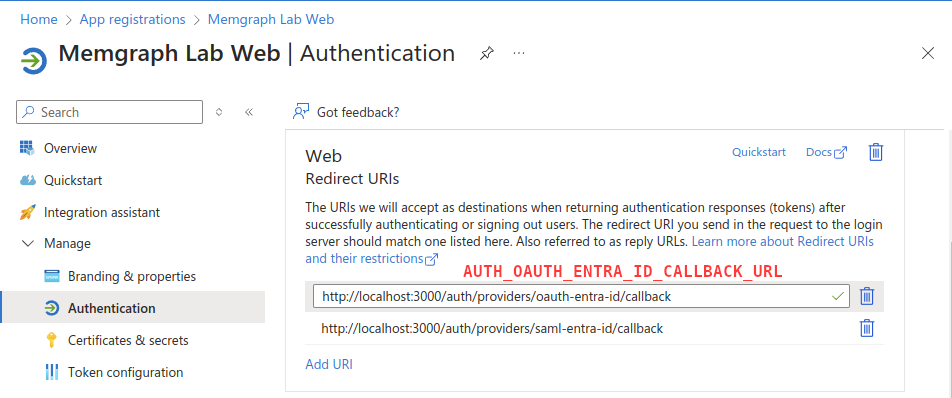 Home > App registrations > Memgraph Lab Web
Memgraph Lab Web | Authentication
Search
Got feedback?
Overview
Quickstart
Integration assistant
Manage
Branding & properties
Authentication
Certificates & secrets
Token configuration
Web
Quickstart
Docs
Redirect URIs
The URIs we will accept as destinations when returning authentication responses (tokens) after
successfully authenticating or signing out users. The redirect URI you send in the request to the login
server should match one listed here. Also referred to as reply URLs. Learn more about Redirect URIs
and their restrictions
AUTH_OAUTH_ENTRA_ID_CALLBACK_URL
http://localhost:3000/auth/providers/oauth-entra-id/callback
http://localhost:3000/auth/providers/saml-entra-id/callback
Add URI